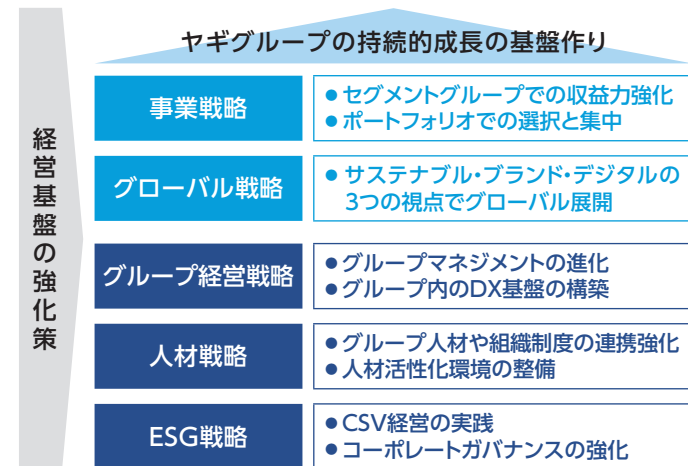 ヤギグループの持続的成長の基盤作り
経営基盤の強化策
事業戦略
●セグメントグループでの収益力強化
●ポートフォリオでの選択と集中
グローバル戦略
●サステナブル・ブランド・デジタルの
3つの視点でグローバル展開
グループ経営戦略
●グループマネジメントの進化
●グループ内のDX基盤の構築
人材戦略
●グループ人材や組織制度の連携強化
●人材活性化環境の整備
ESG戦略
●CSV経営の実践
●コーポレートガバナンスの強化